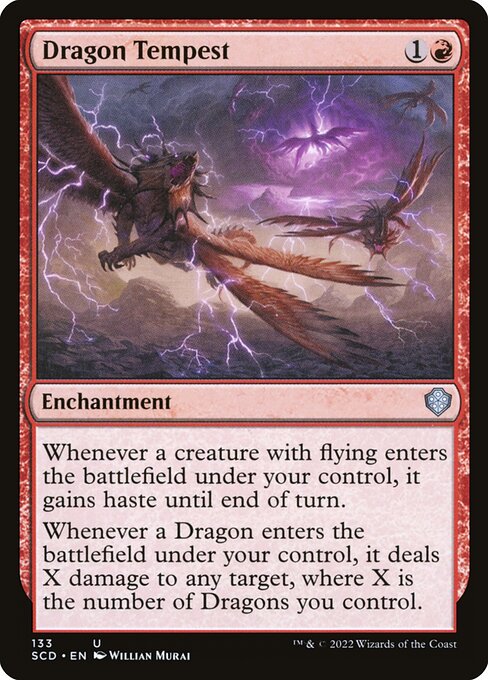 Dragon Tempest 1
Enchantment
Whenever a creature with flying enters
the battlefield under your control, it
gains haste until end of turn.
Whenever a Dragon enters the
battlefield under your control, it deals
X damage to any target, where X is
the number of Dragons you control.
133 U
SCD • EN Willian Murai
™ & © 2022 Wizards of the Coast